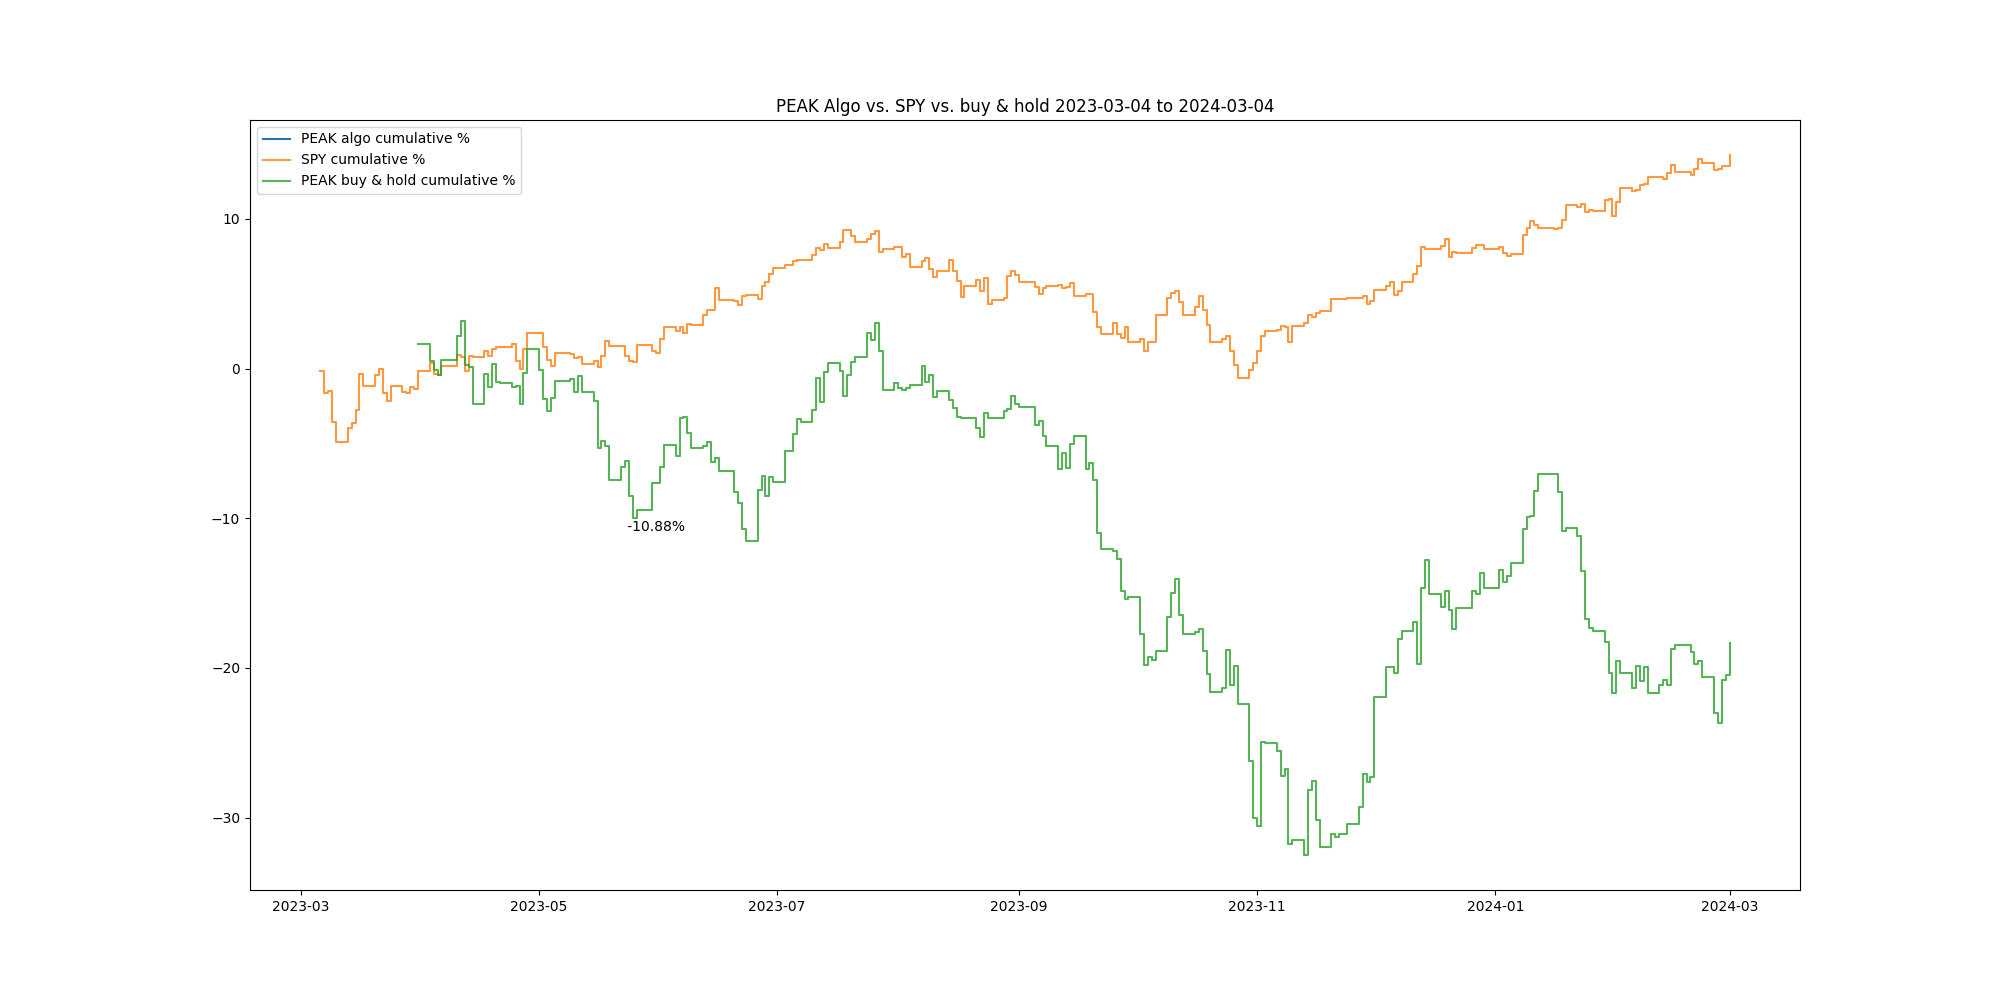 PEAK Algo vs. SPY vs. buy & hold 2023-03-04 to 2024-03-04
PEAK algo cumulative %
SPY cumulative %
PEAK buy & hold cumulative %
10
0
−10
-10.88%
−20
−30
2023-03 2023-05 2023-07 2023-09 2023-11 2024-01 2024-03